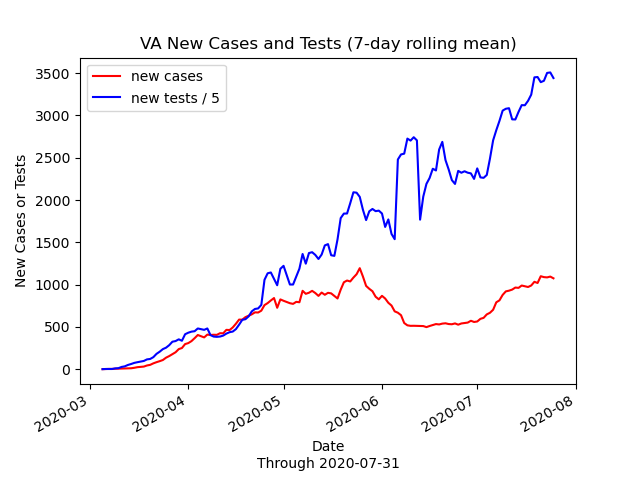 VA New Cases and Tests (7-day rolling mean)
new cases
new tests / 5
3500
3000
2500
2000
1500
1000
500
0
New Cases or Tests
2020-03
2020-04
2020-05
2020-06
2020-07
2020-08
Date
Through 2020-07-31